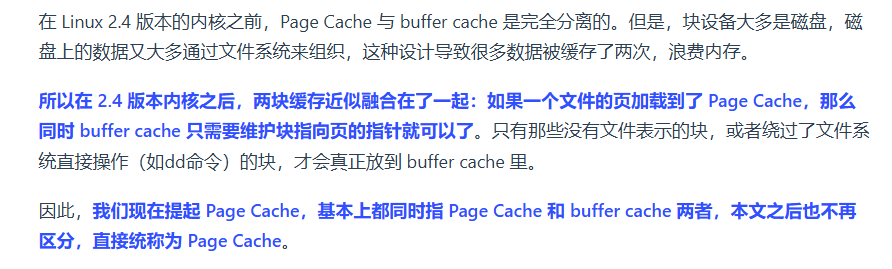 在 Linux 2.4 版本的内核之前，Page Cache 与 buffer cache 是完全分离的。但是，块设备大多是磁盘，磁
盘上的数据又大多通过文件系统来组织，这种设计导致很多数据被缓存了两次，浪费内存。
所以在 2.4 版本内核之后，两块缓存近似融合在了一起：如果一个文件的页加载到了 Page Cache，那么
同时 buffer cache 只需要维护块指向页的指针就可以了。只有那些没有文件表示的块，或者绕过了文件系
统直接操作（如dd命令）的块，才会真正放到 buffer cache 里。
因此，我们现在提起 Page Cache，基本上都同时指 Page Cache 和 buffer cache 两者，本文之后也不再
区分，直接统称为 Page Cache。